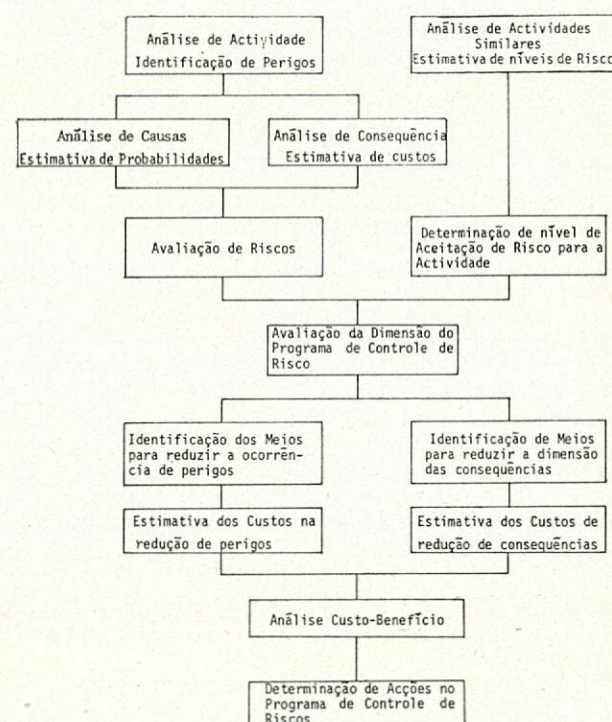 Análise de Actividade
Identificação de Perigos
Análise de Actividades
Similares
Estimativa de níveis de Risco
Análise de Causas
Estimativa de Probabilidades
Análise de Consequência
Estimativa de custos
Avaliação de Riscos
Determinação de nível de
Aceitação de Risco para a
Actividade
Avaliação da Dimensão do
Programa de Controle de
Risco
Identificação dos Meios
para reduzir a ocorrên-
cia de perigos
Identificação de Meios
para reduzir a dimensão
das consequências
Estimativa dos Custos na
redução de perigos
Estimativa dos Custos de
redução de consequências
Análise Custo-Benefício
Determinação de Acções no
Programa de Controle de
Riscos